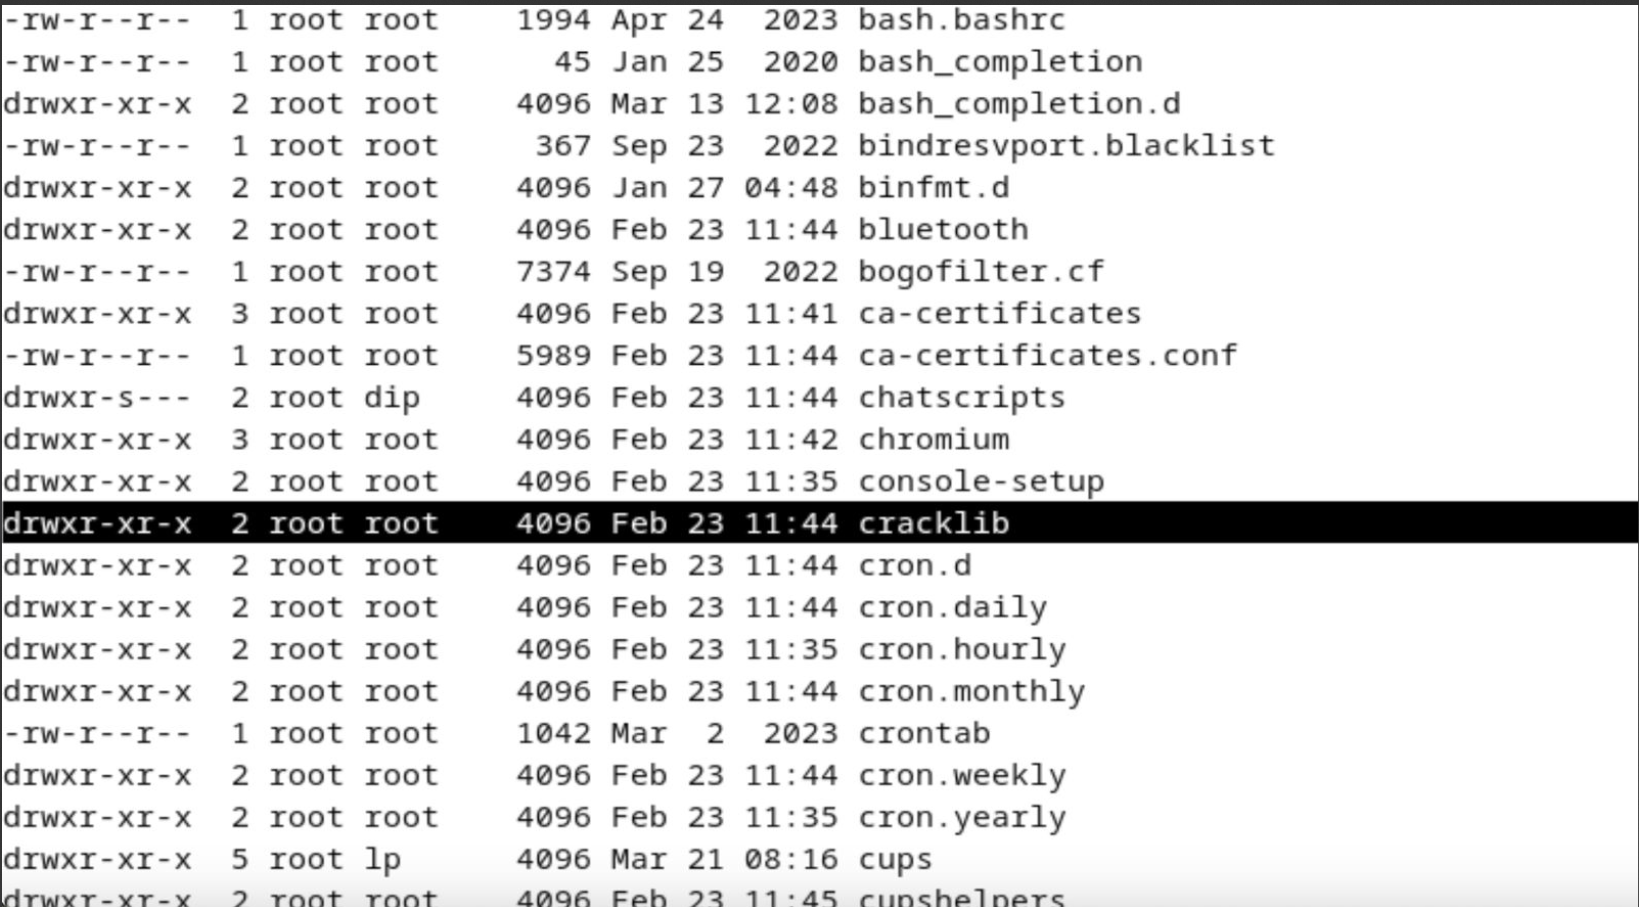 -rw-r--r--  1 root root    1994 Apr 24  2023 bash.bashrc
-rw-r--r--  1 root root      45 Jan 25  2020 bash_completion
drwxr-xr-x  2 root root    4096 Mar 13 12:08 bash_completion.d
-rw-r--r--  1 root root     367 Sep 23  2022 bindresvport.blacklist
drwxr-xr-x  2 root root    4096 Jan 27 04:48 binfmt.d
drwxr-xr-x  2 root root    4096 Feb 23 11:44 bluetooth
-rw-r--r--  1 root root    7374 Sep 19  2022 bogofilter.cf
drwxr-xr-x  3 root root    4096 Feb 23 11:41 ca-certificates
-rw-r--r--  1 root root    5989 Feb 23 11:44 ca-certificates.conf
drwxr-s---  2 root dip     4096 Feb 23 11:44 chatscripts
drwxr-xr-x  3 root root    4096 Feb 23 11:42 chromium
drwxr-xr-x  2 root root    4096 Feb 23 11:35 console-setup
drwxr-xr-x  2 root root    4096 Feb 23 11:44 cracklib
drwxr-xr-x  2 root root    4096 Feb 23 11:44 cron.d
drwxr-xr-x  2 root root    4096 Feb 23 11:44 cron.daily
drwxr-xr-x  2 root root    4096 Feb 23 11:35 cron.hourly
drwxr-xr-x  2 root root    4096 Feb 23 11:44 cron.monthly
-rw-r--r--  1 root root    1042 Mar  2  2023 crontab
drwxr-xr-x  2 root root    4096 Feb 23 11:44 cron.weekly
drwxr-xr-x  2 root root    4096 Feb 23 11:35 cron.yearly
drwxr-xr-x  5 root lp      4096 Mar 21 08:16 cups
drwxr-xr-x  2 root root    4096 Feb 23 11:45 cupshelpers